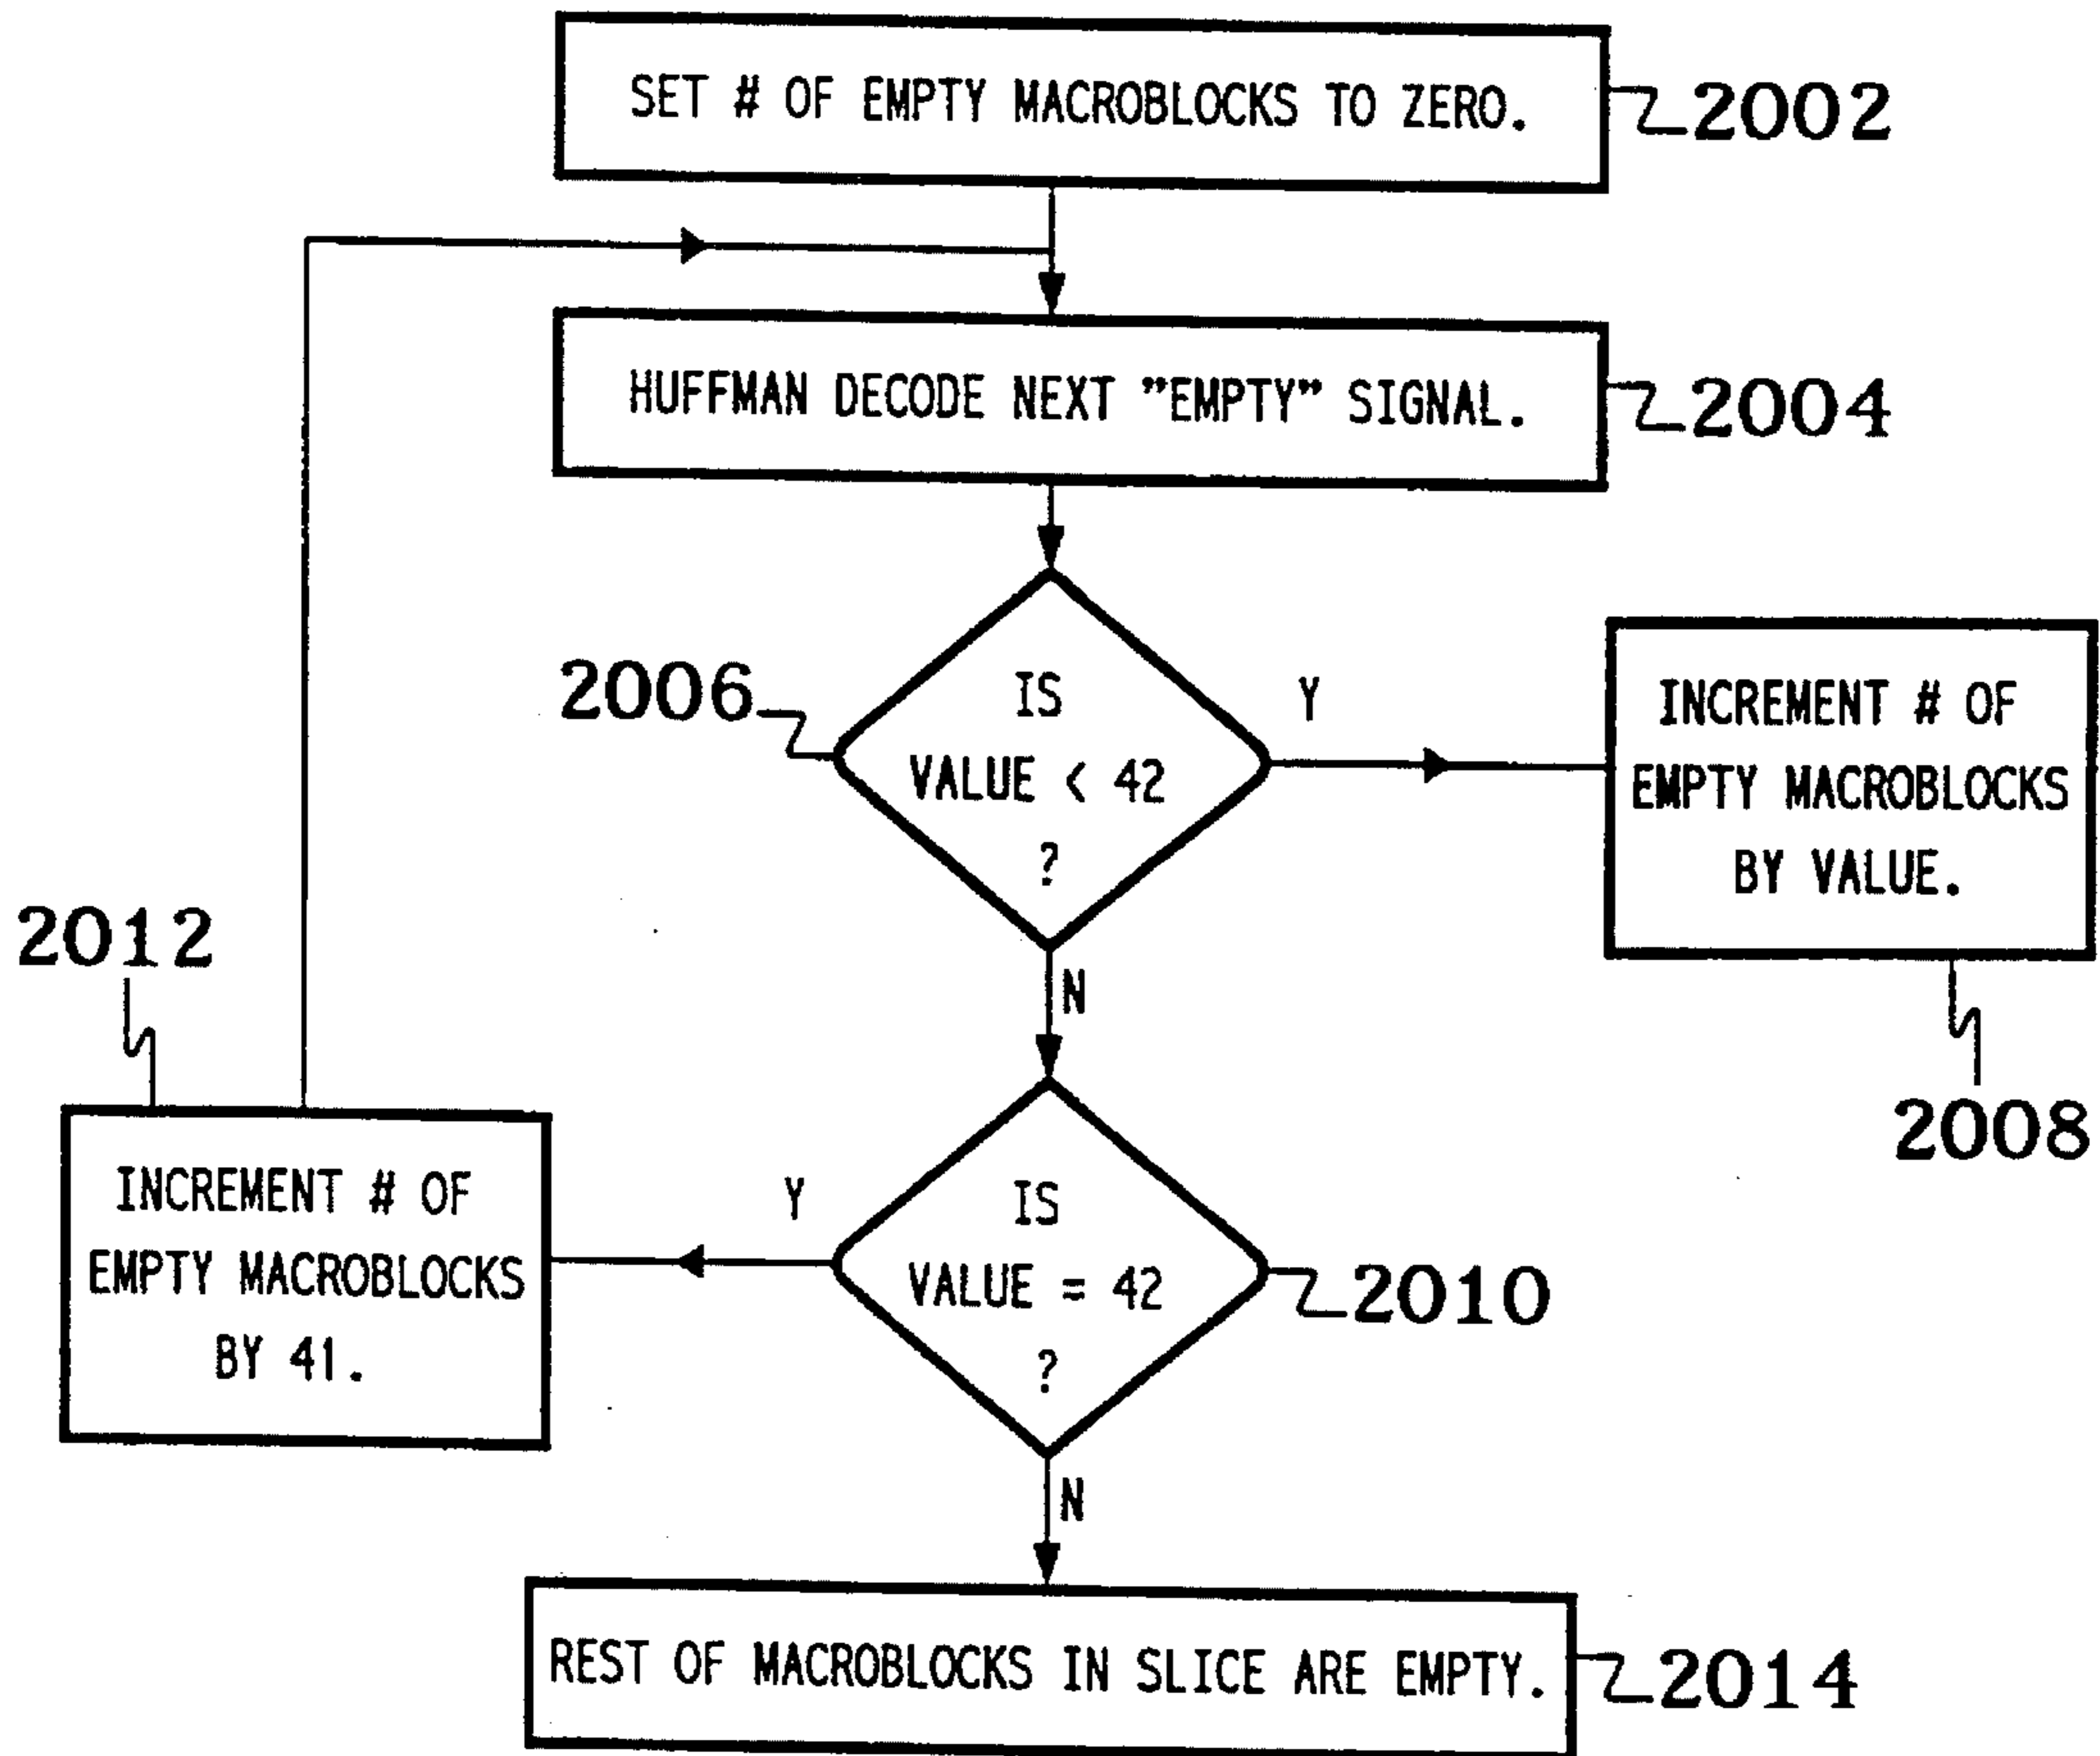 SET # OF EMPTY MACROBLOCKS TO ZERO.
2002
HUFFMAN DECODE NEXT "EMPTY" SIGNAL.
2004
2006
IS
VALUE < 42
?
Y
INCREMENT # OF
EMPTY MACROBLOCKS
BY VALUE.
2008
N
2012
INCREMENT # OF
EMPTY MACROBLOCKS
BY 41.
Y
IS
VALUE = 42
?
2010
N
REST OF MACROBLOCKS IN SLICE ARE EMPTY.
2014